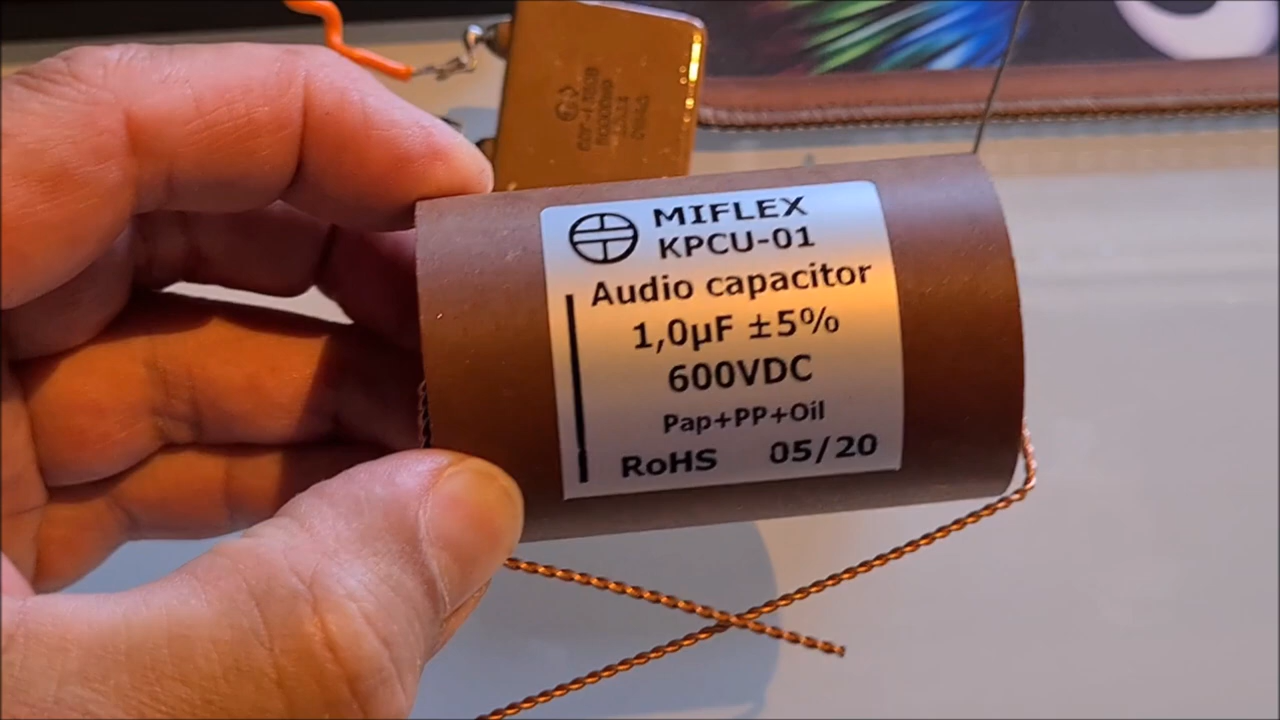 MIFLEX
KPCU-01
Audio capacitor
1,0µF ±5%
600VDC
Pap+PP+Oil
RoHS 05/20